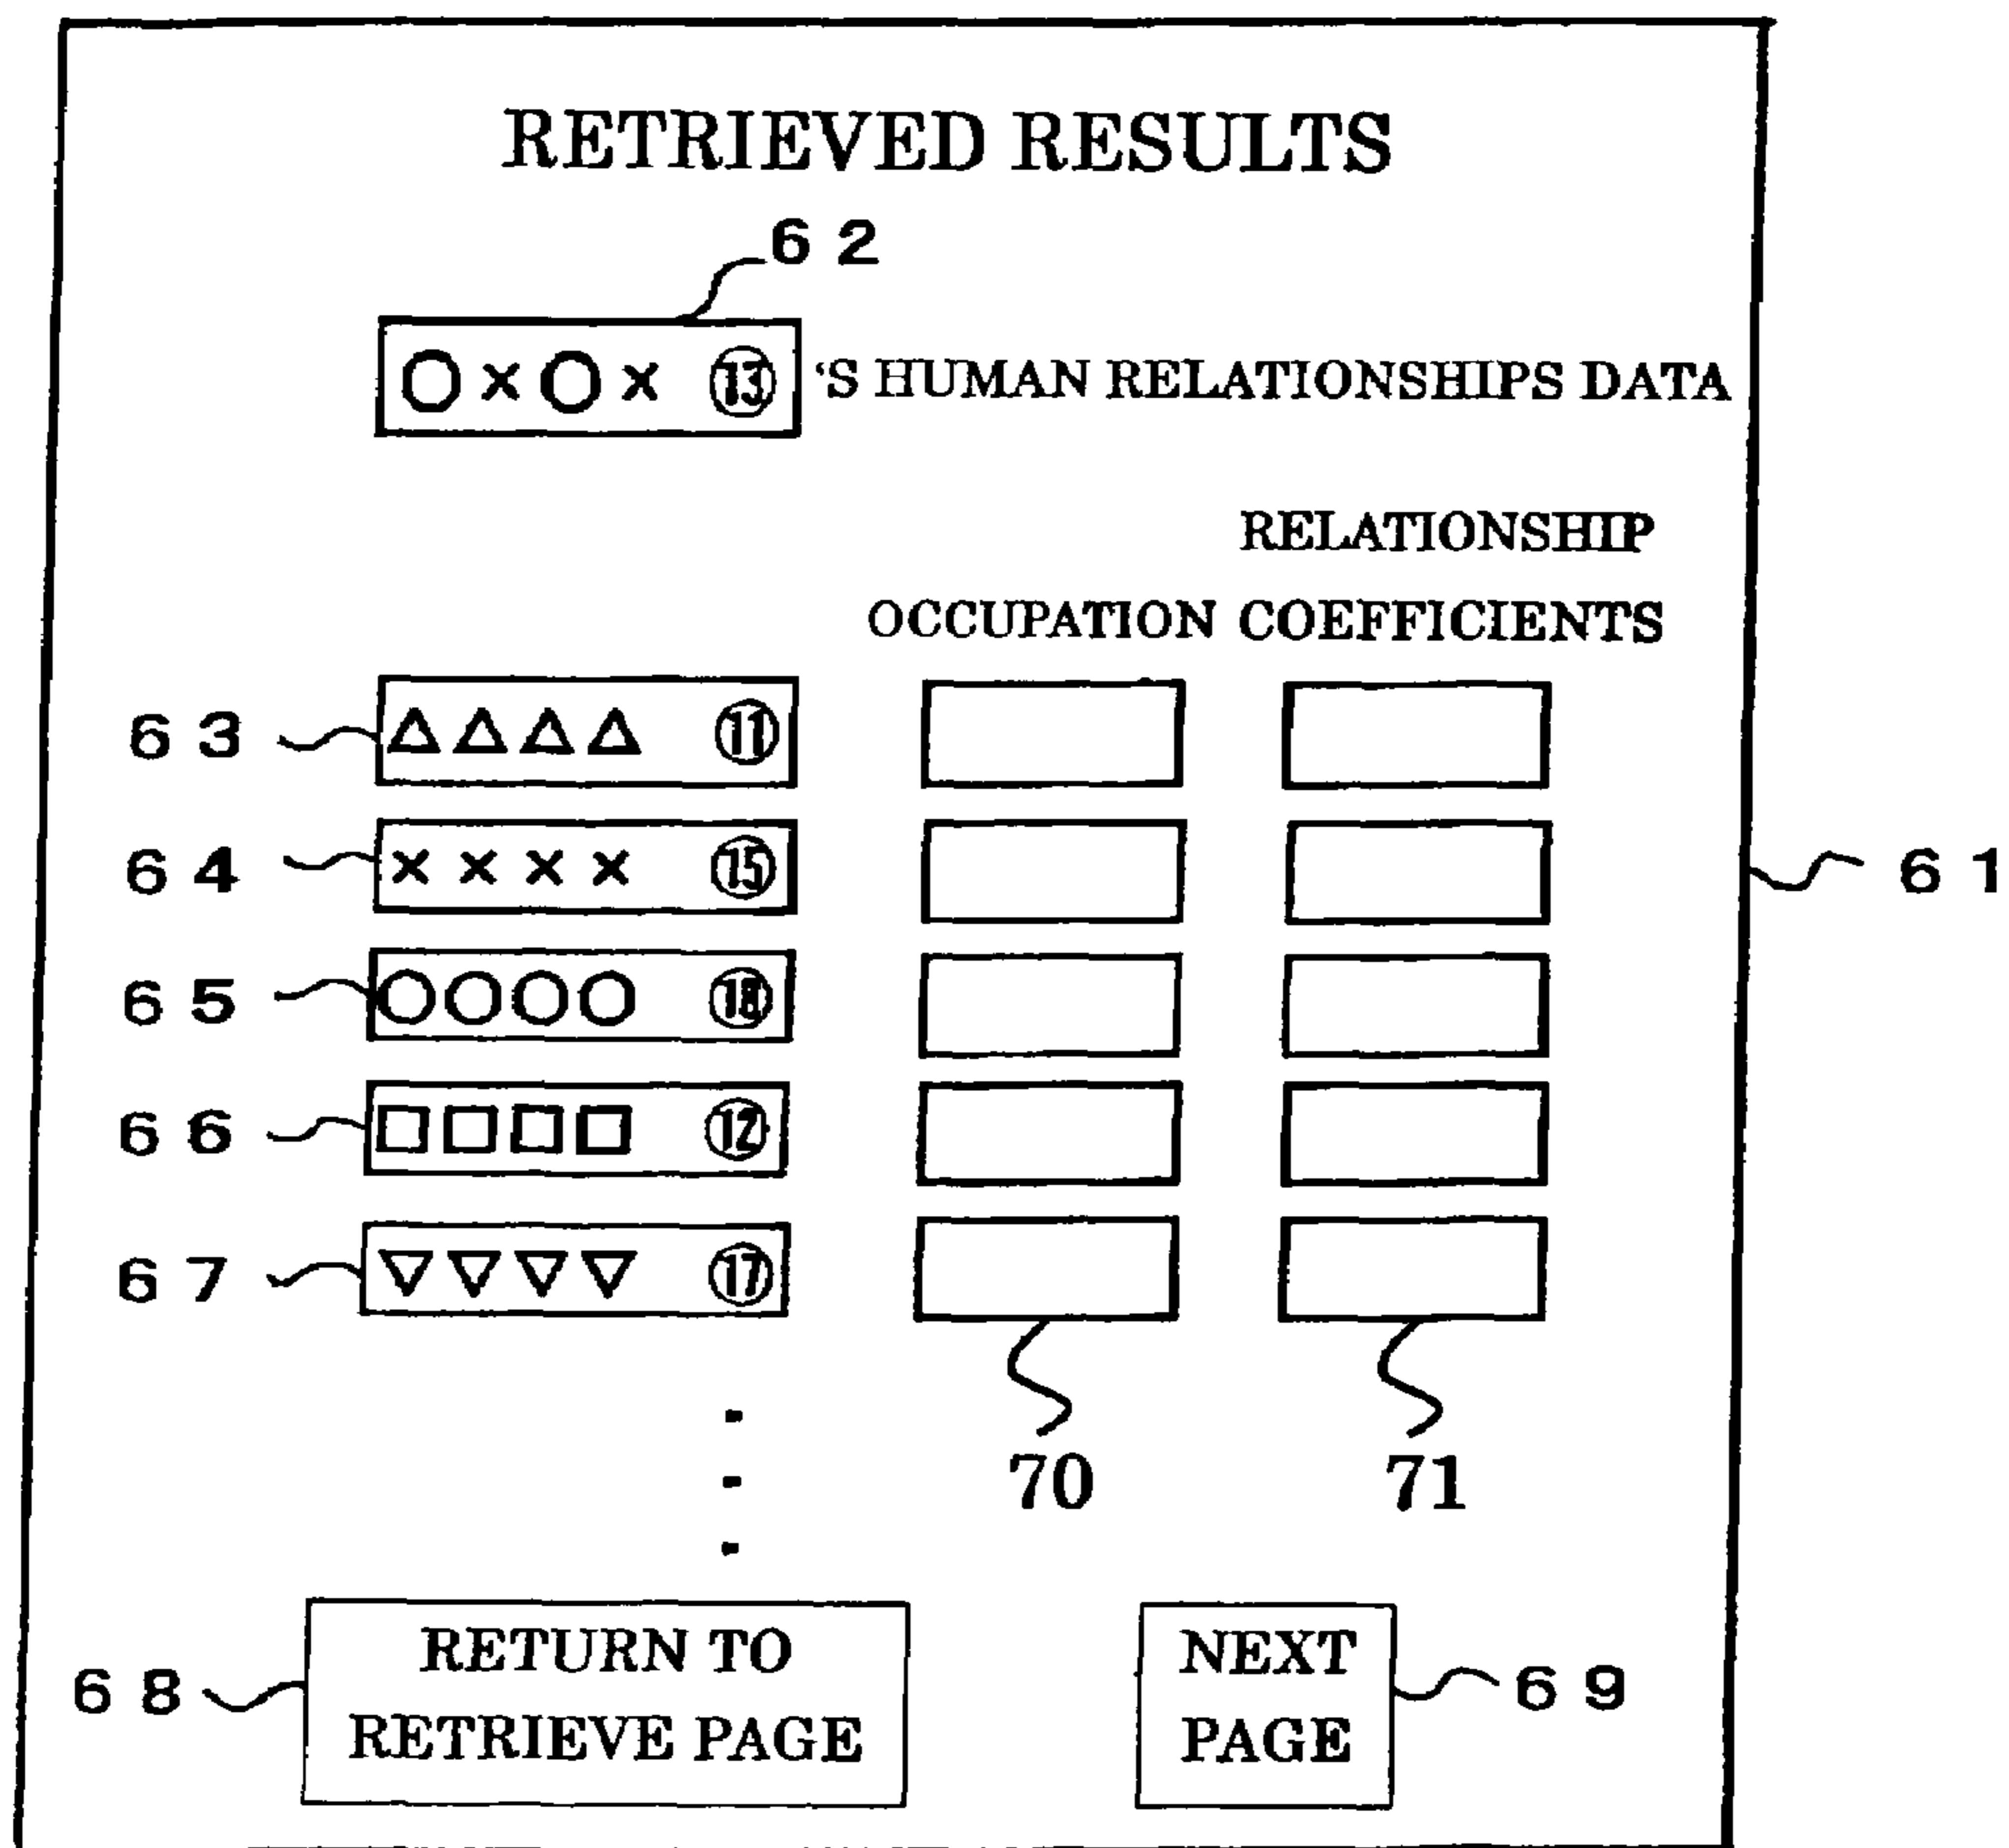 RETRIEVED RESULTS
62
○×○× ⑬ 'S HUMAN RELATIONSHIPS DATA
RELATIONSHIP
OCCUPATION COEFFICIENTS
63 △△△△ ⑪
64 ×××× ⑮ 61
65 ○○○○
66 □□□□ ⑫
67 ▽▽▽▽ ⑰
70 71
68 RETURN TO RETRIEVE PAGE
NEXT PAGE 69